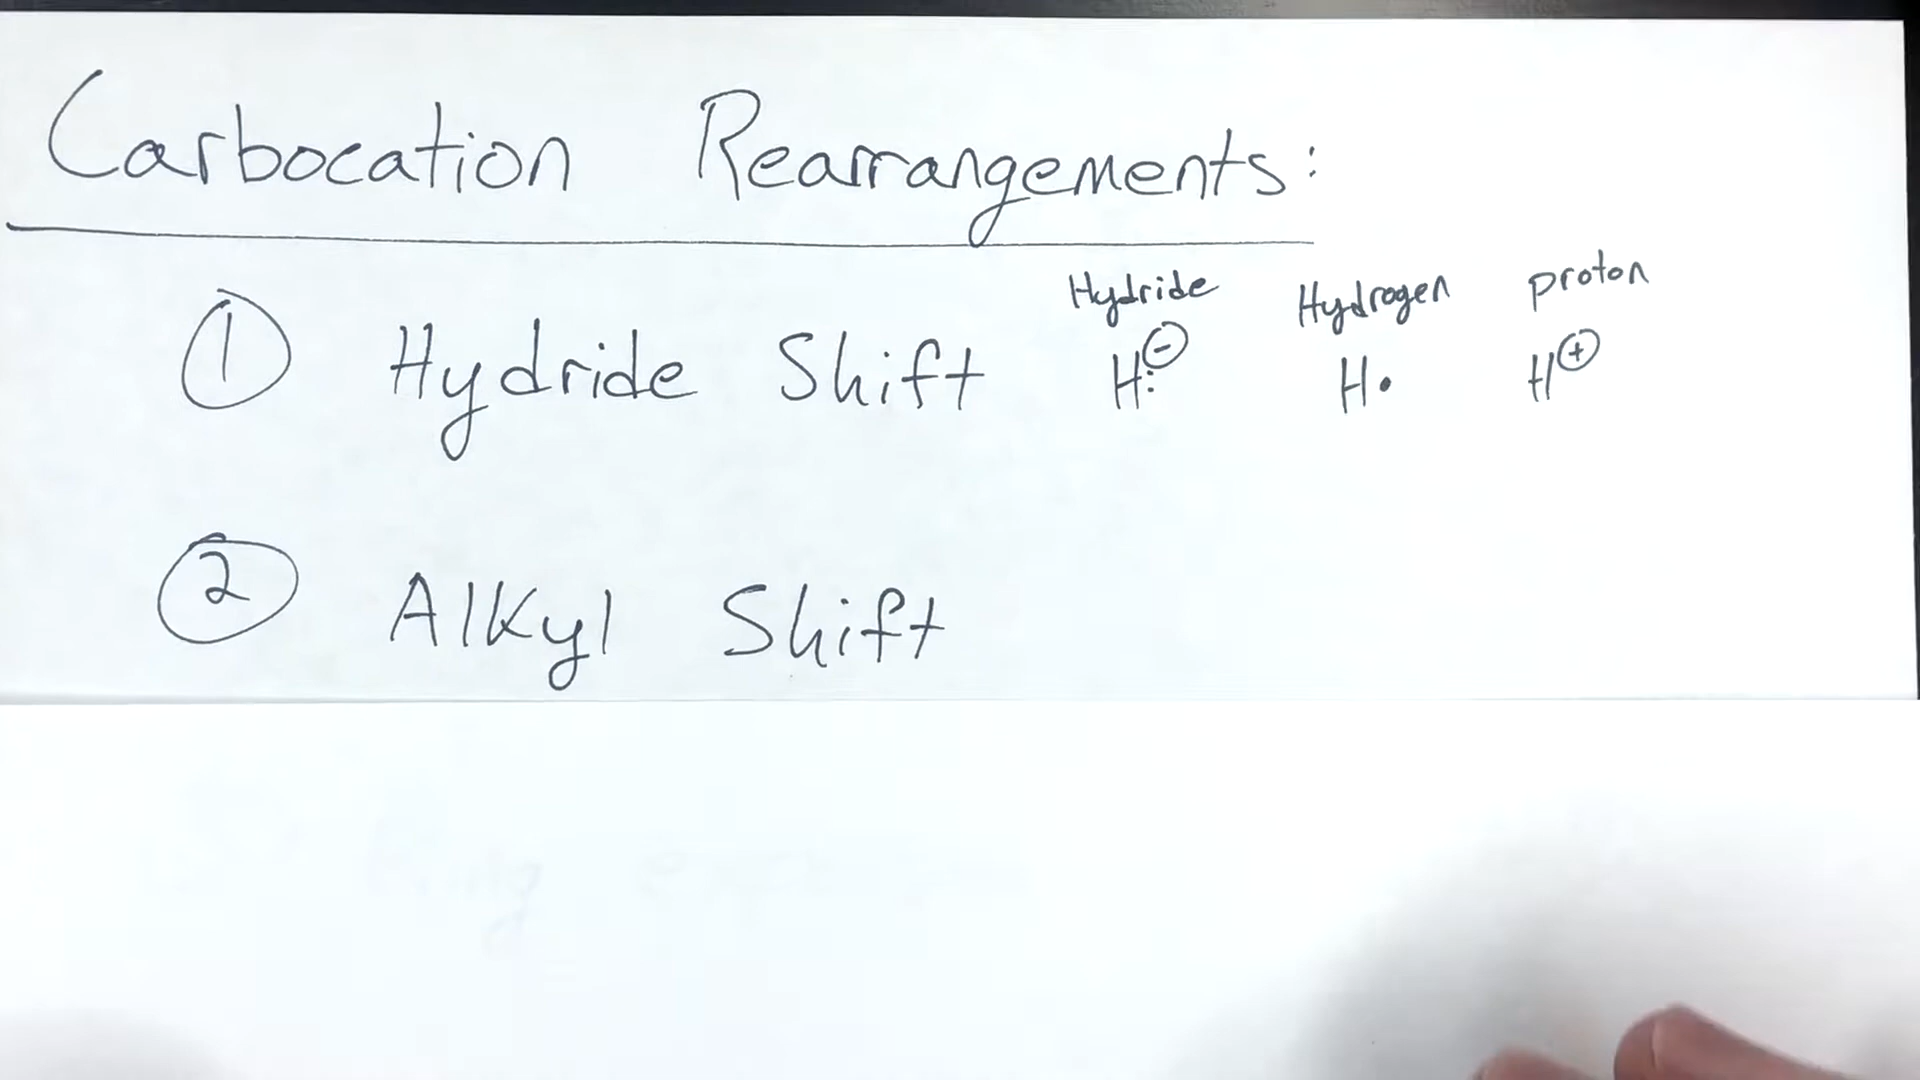 Carbocation Rearrangements:
Hydride Hydrogen proton
① Hydride Shift H:⊖ H• H⊕
② Alkyl Shift